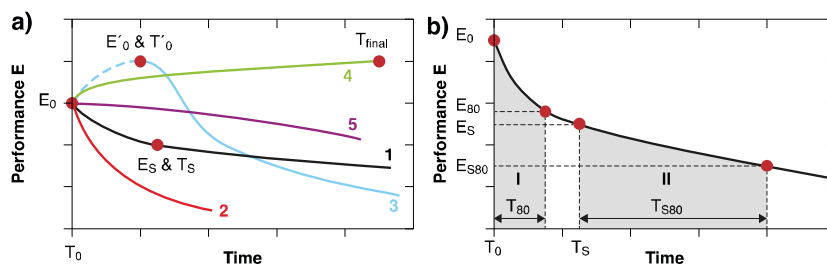 a)
Performance E
E´0 & T´0
Tfinal
4
E0
5
1
ES & TS
2
3
T0
Time
b)
Performance E
E0
E80
ES
ES80
I
II
T80
TS80
T0
TS
Time